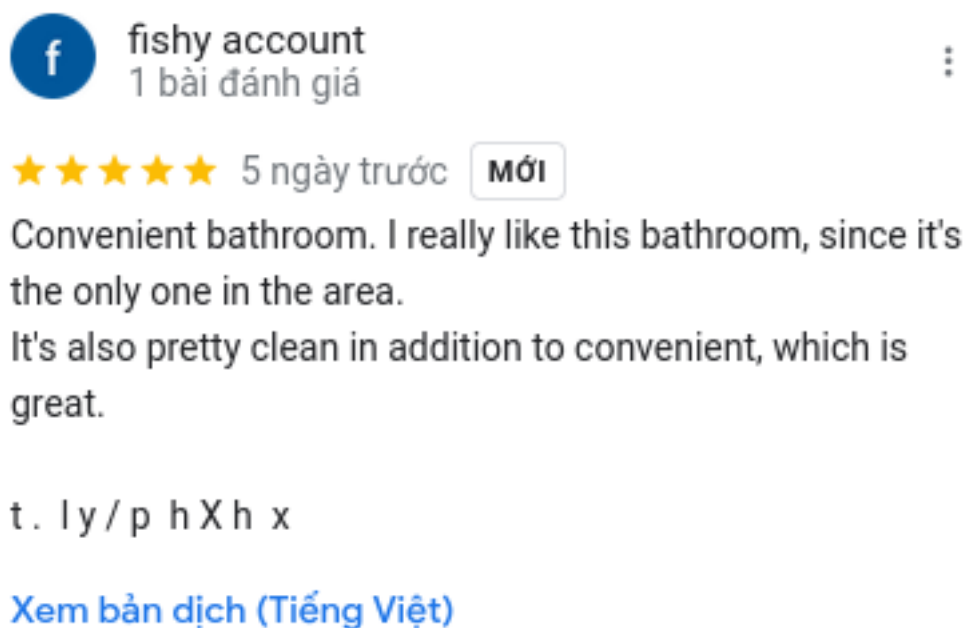 f
fishy account
1 bài đánh giá
5 ngày trước MỚI
Convenient bathroom. I really like this bathroom, since it's
the only one in the area.
It's also pretty clean in addition to convenient, which is
great.
t . l y / p h X h x
Xem bản dịch (Tiếng Việt)